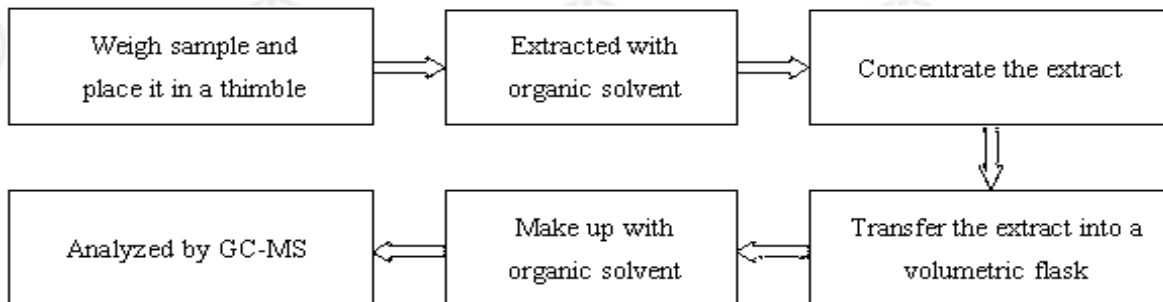 Weigh sample and
place it in a thimble
Extracted with
organic solvent
Concentrate the extract
Transfer the extract into a
volumetric flask
Make up with
organic solvent
Analyzed by GC-MS